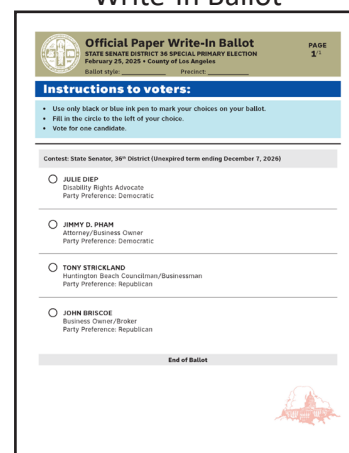 Write-In Ballot
Official Paper Write-In Ballot
STATE SENATE DISTRICT 36 SPECIAL PRIMARY ELECTION
February 25, 2025 • County of Los Angeles
Ballot style: Precinct:
PAGE
1/1
Instructions to voters:
• Use only black or blue ink pen to mark your choices on your ballot.
• Fill in the circle to the left of your choice.
• Vote for one candidate.
Contest: State Senator, 36th District (Unexpired term ending December 7, 2026)
JULIE DIEP
Disability Rights Advocate
Party Preference: Democratic
JIMMY D. PHAM
Attorney/Business Owner
Party Preference: Democratic
TONY STRICKLAND
Huntington Beach Councilman/Businessman
Party Preference: Republican
JOHN BRISCOE
Business Owner/Broker
Party Preference: Republican
End of Ballot